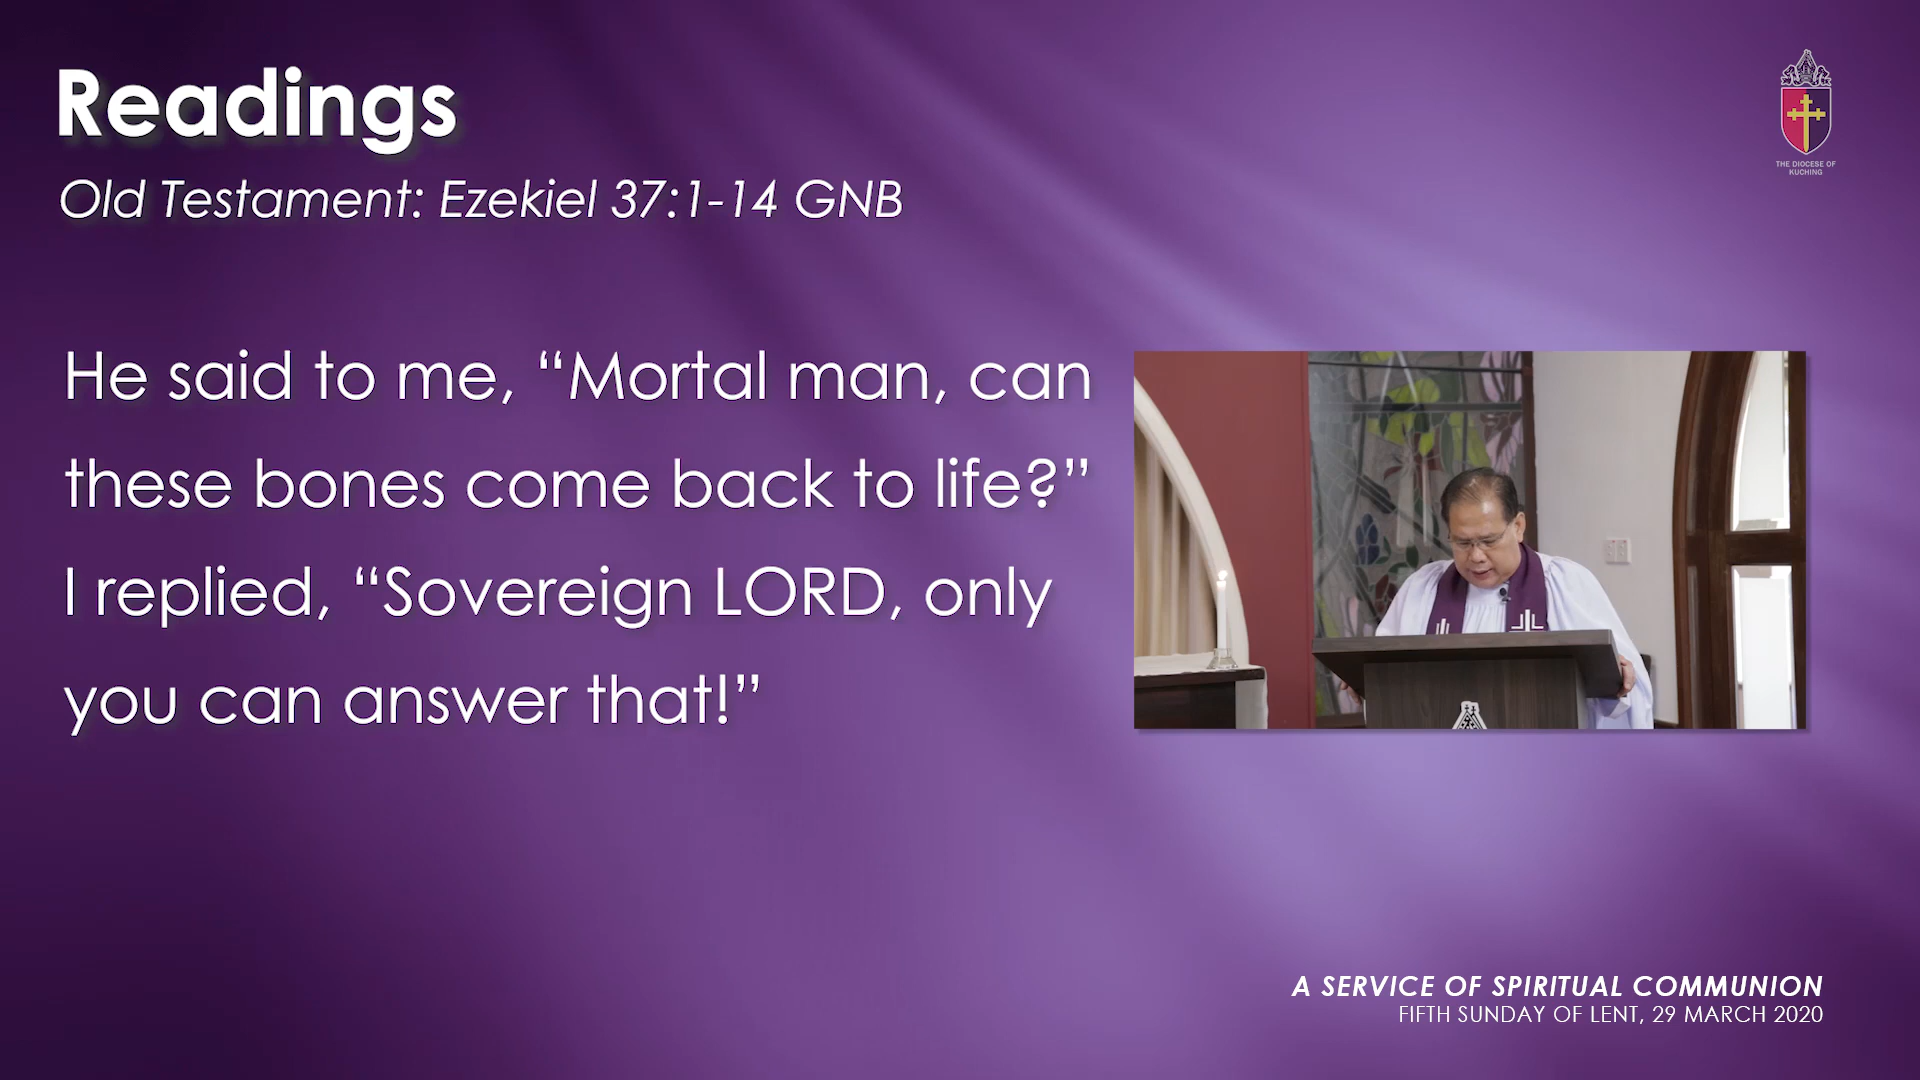 Readings
Old Testament: Ezekiel 37:1-14 GNB
He said to me, “Mortal man, can
these bones come back to life?”
I replied, “Sovereign LORD, only
you can answer that!”
THE DIOCESE OF
KUCHING
A SERVICE OF SPIRITUAL COMMUNION
FIFTH SUNDAY OF LENT, 29 MARCH 2020